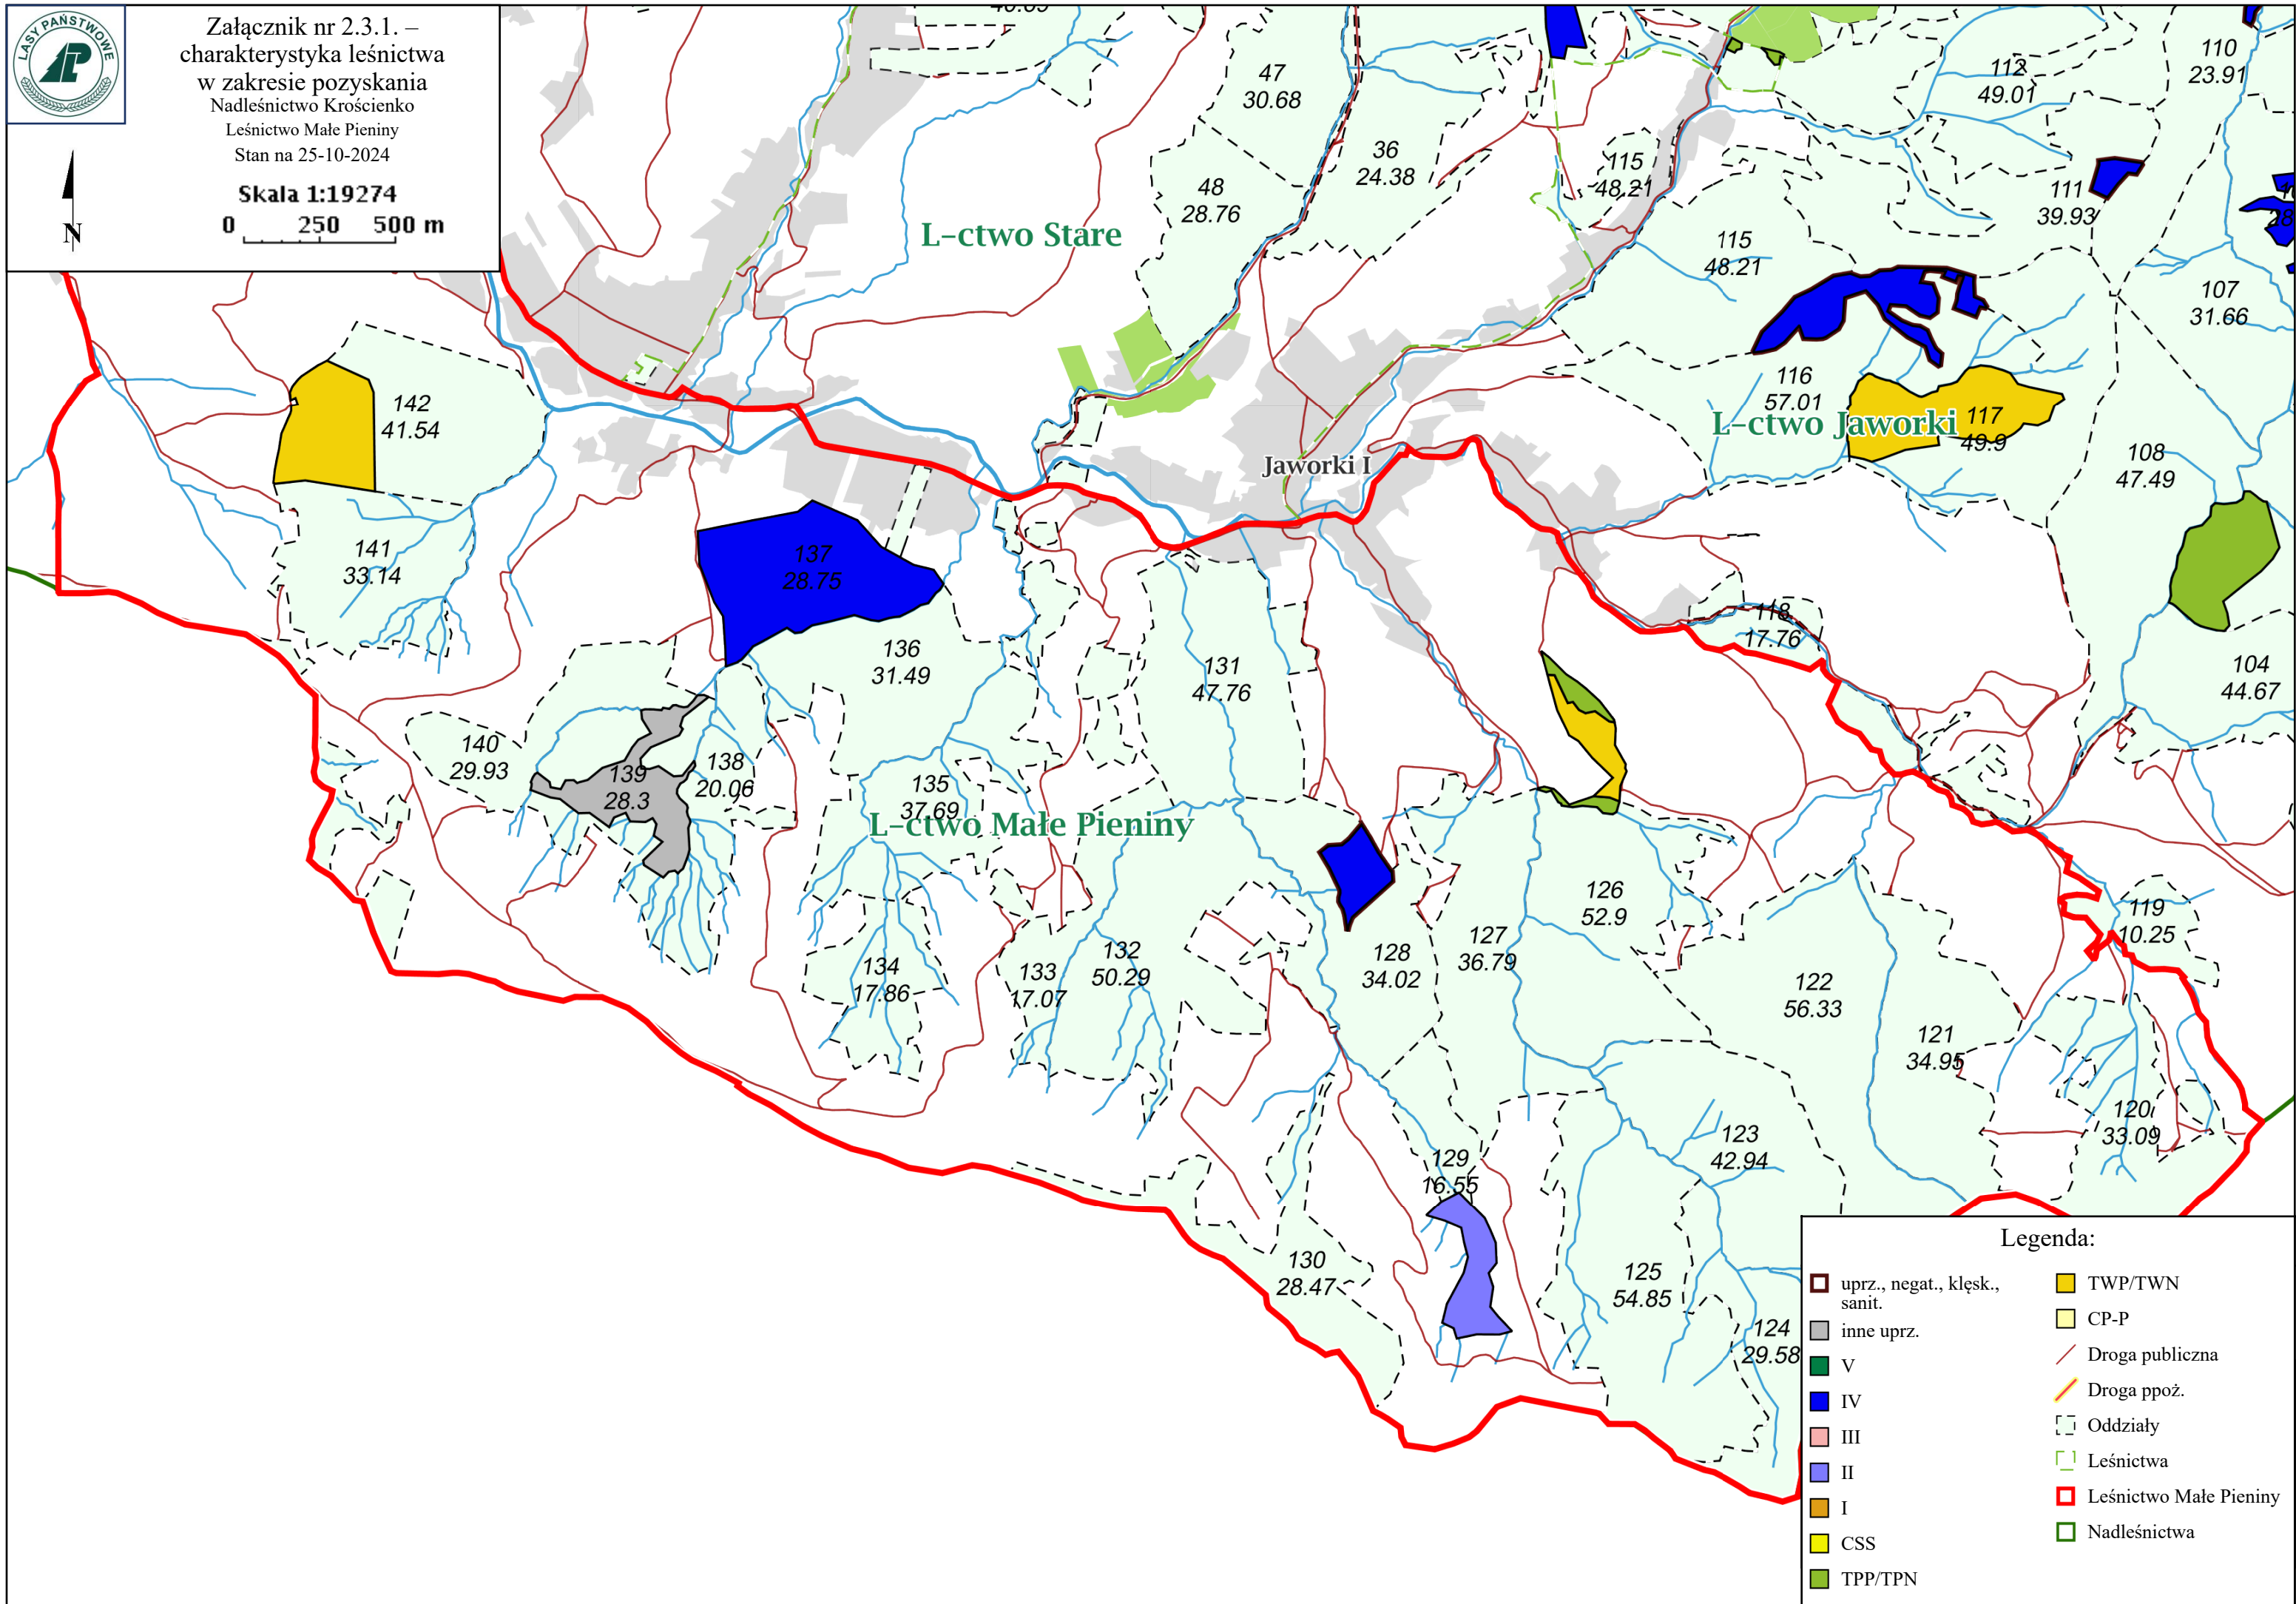 LASY PAŃSTWOWE
Załącznik nr 2.3.1. –
charakterystyka leśnictwa
w zakresie pozyskania
Nadleśnictwo Krościenko
Leśnictwo Małe Pieniny
Stan na 25-10-2024
Skala 1:19274
0 250 500 m
N
47
30.68
36
24.38
48
28.76
115
48.21
112
49.01
110
23.91
111
39.93
115
48.21
107
31.66
L-ctwo Stare
142
41.54
116
57.01
L-ctwo Jaworki
117
49.9
108
47.49
Jaworki I
141
33.14
137
28.75
136
31.49
131
47.76
118
17.76
104
44.67
140
29.93
139
28.3
138
20.06
135
37.69
L-ctwo Małe Pieniny
134
17.86
133
17.07
132
50.29
128
34.02
127
36.79
126
52.9
122
56.33
119
10.25
121
34.95
120
33.09
123
42.94
129
16.55
130
28.47
125
54.85
124
29.58
Legenda:
uprz., negat., klęsk.,
sanit.
inne uprz.
V
IV
III
II
I
CSS
TPP/TPN
TWP/TWN
CP-P
Droga publiczna
Droga ppoż.
Oddziały
Leśnictwa
Leśnictwo Małe Pieniny
Nadleśnictwa